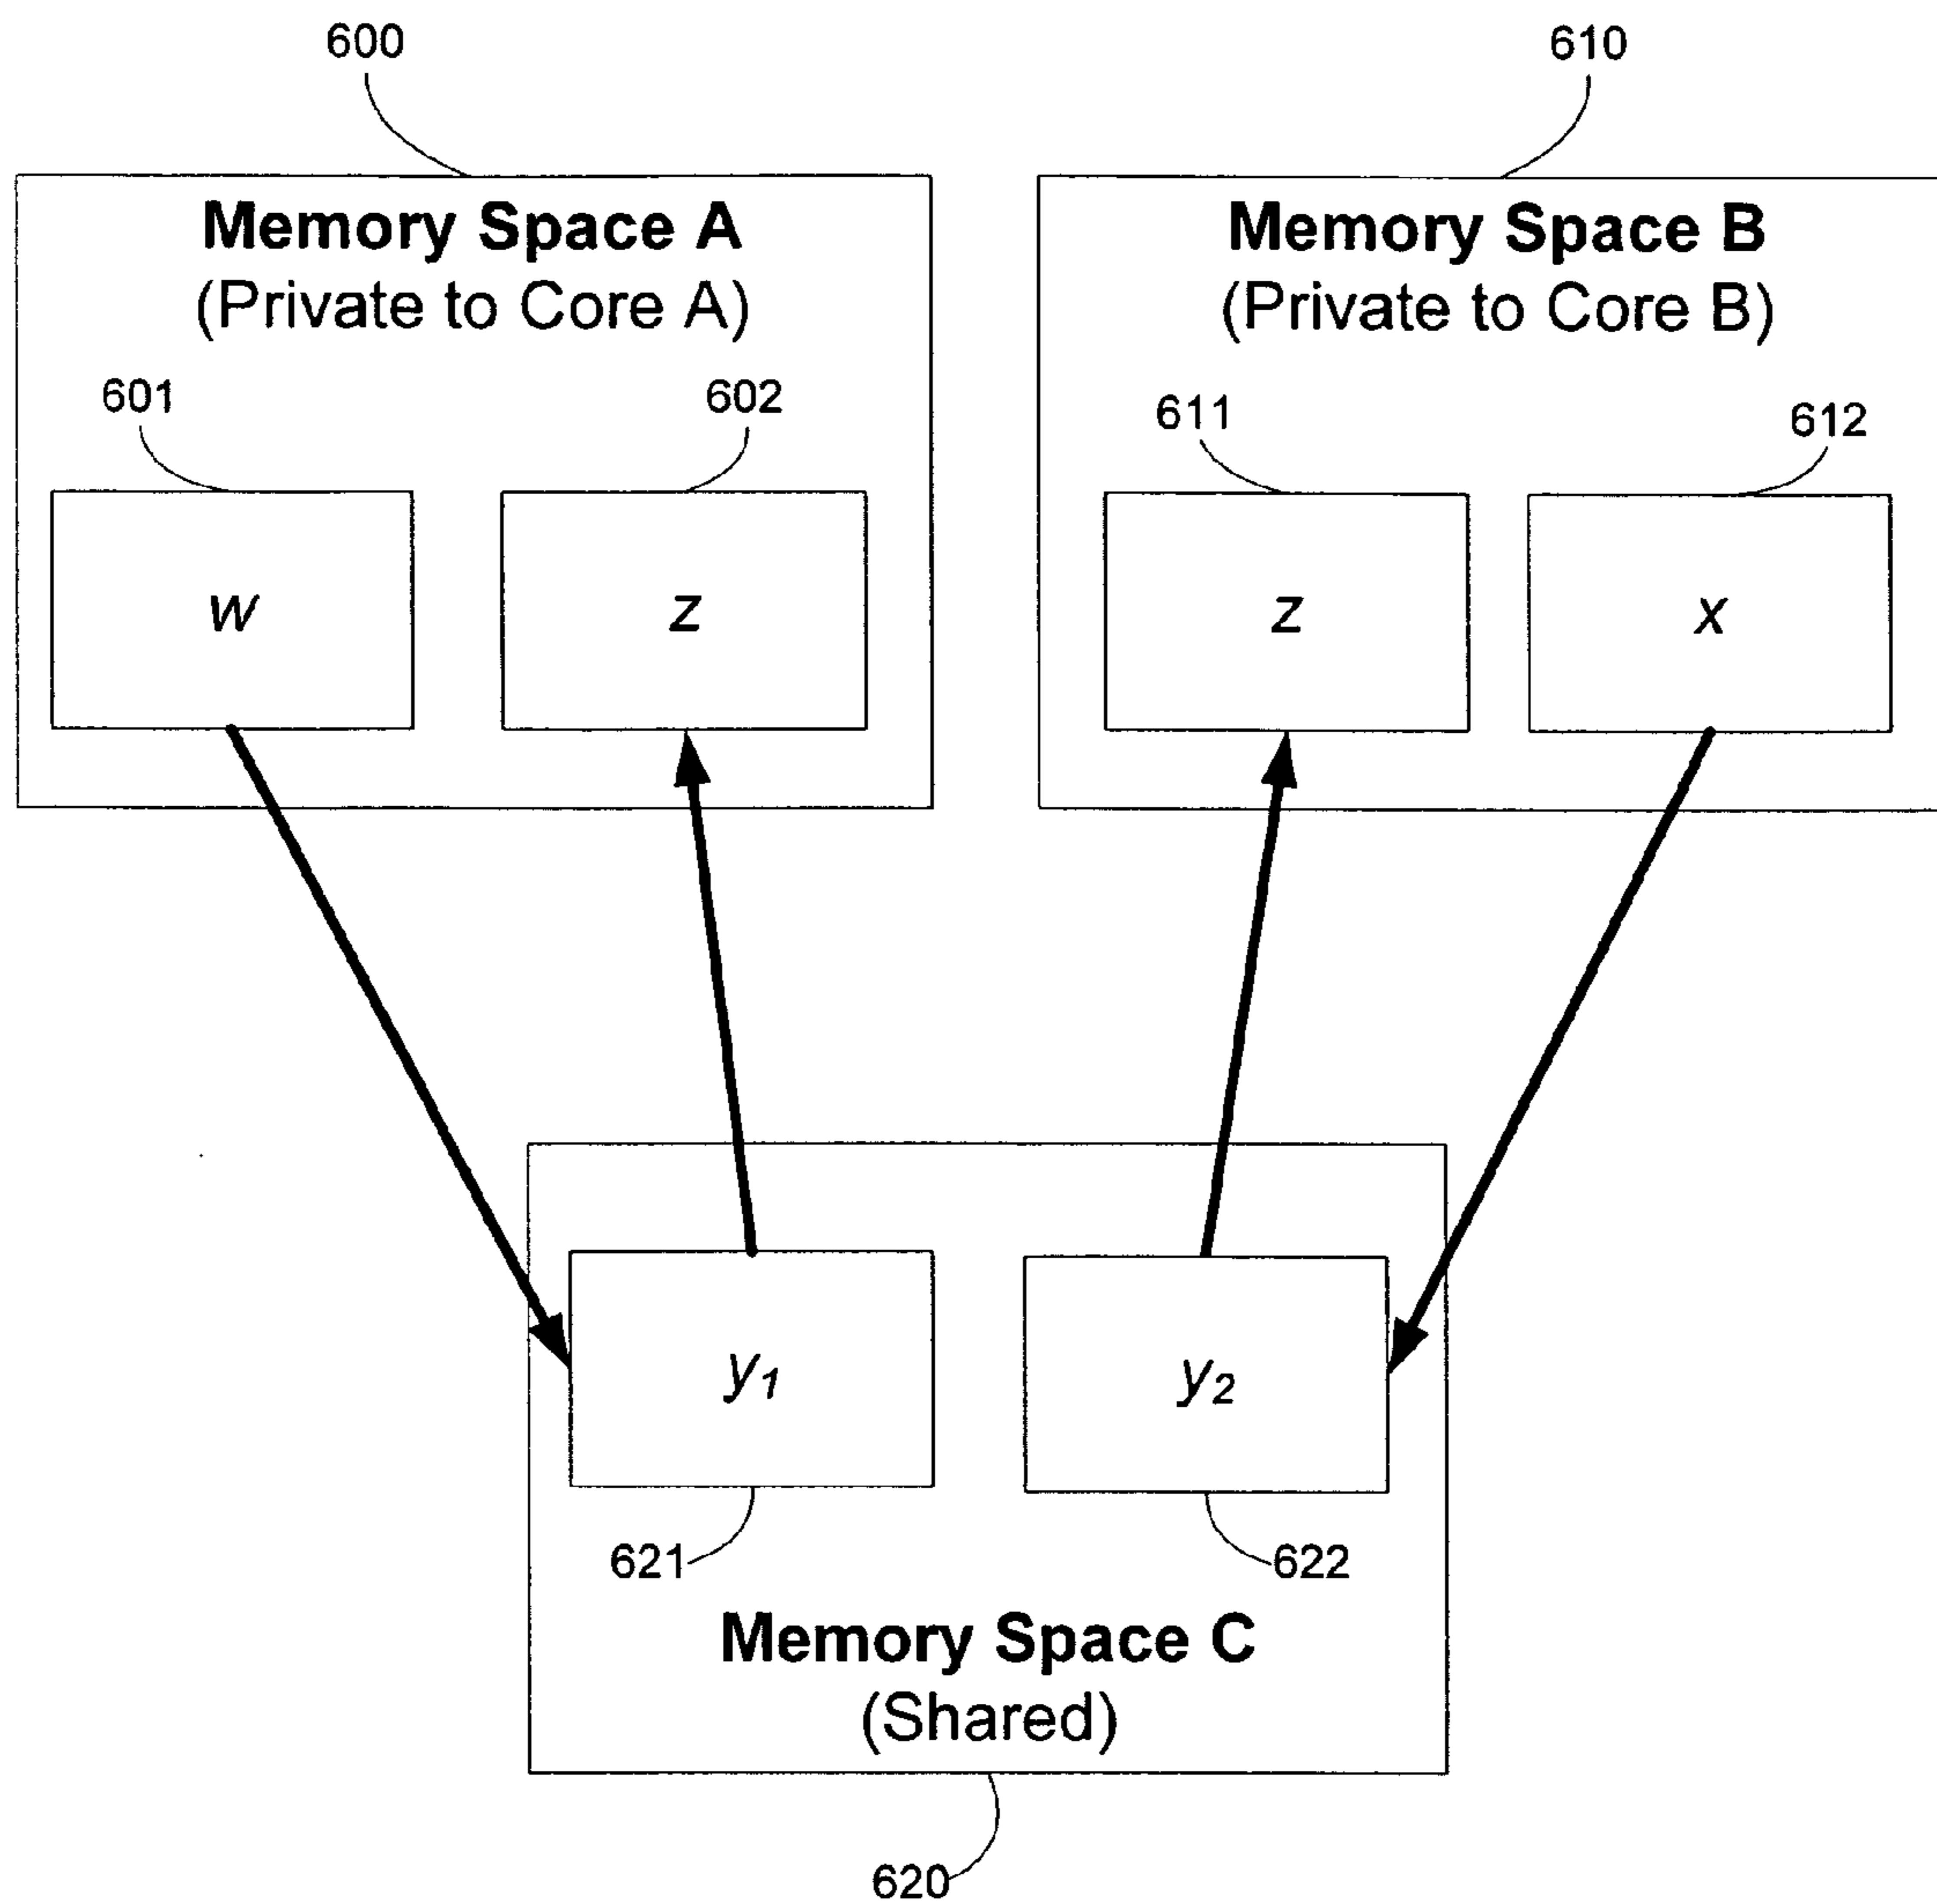 600
610
Memory Space A
(Private to Core A)
Memory Space B
(Private to Core B)
601
602
611
612
w
z
z
x
y1
y2
621
622
Memory Space C
(Shared)
620